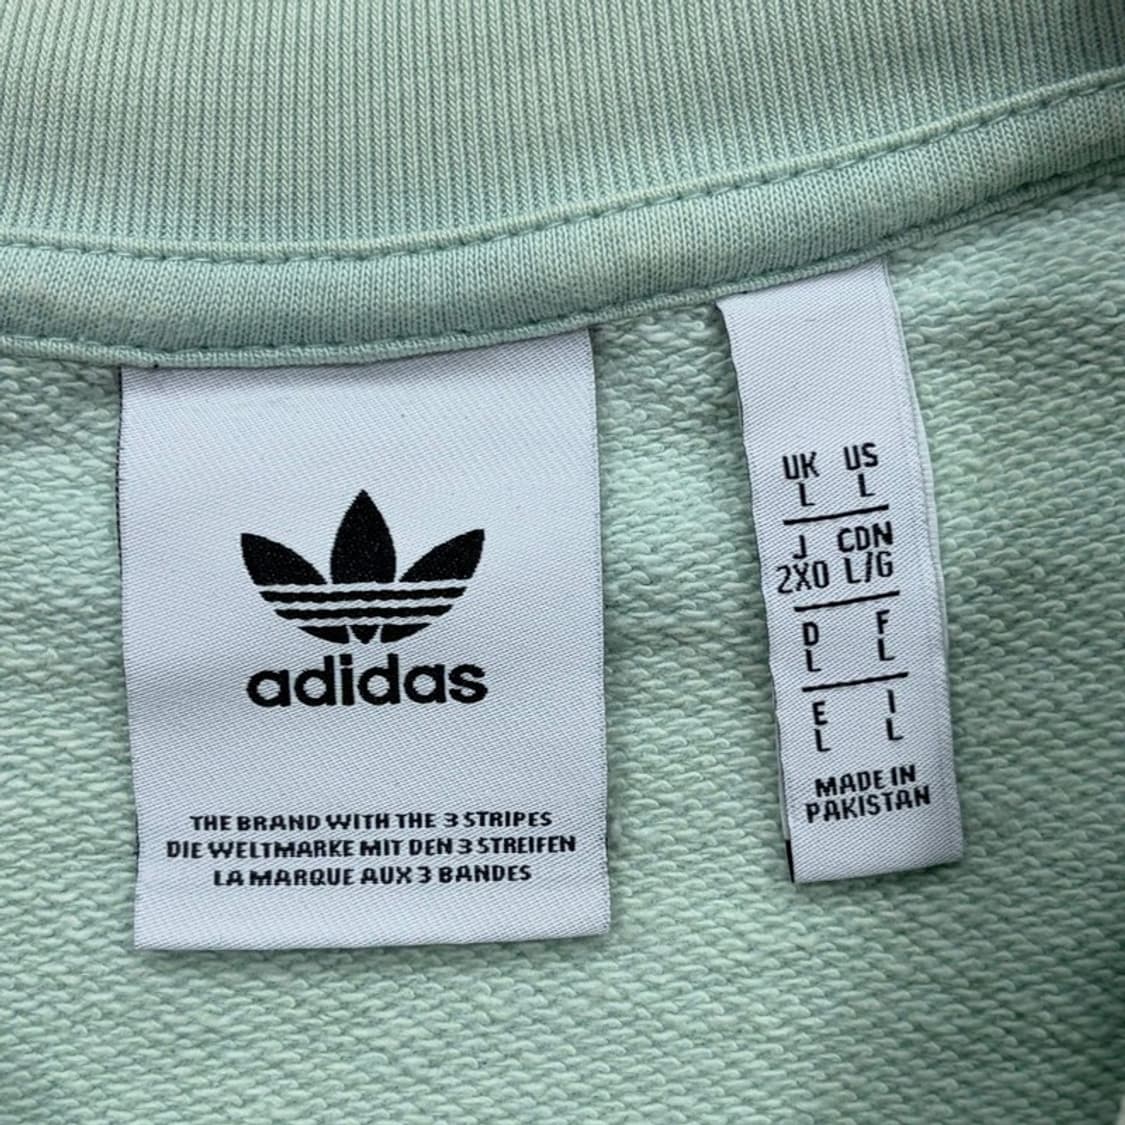 adidas
THE BRAND WITH THE 3 STRIPES
DIE WELTMARKE MIT DEN 3 STREIFEN
LA MARQUE AUX 3 BANDES
UK US
L L
J CDN
2XO L/G
D F
L L
E I
L L
MADE IN
PAKISTAN